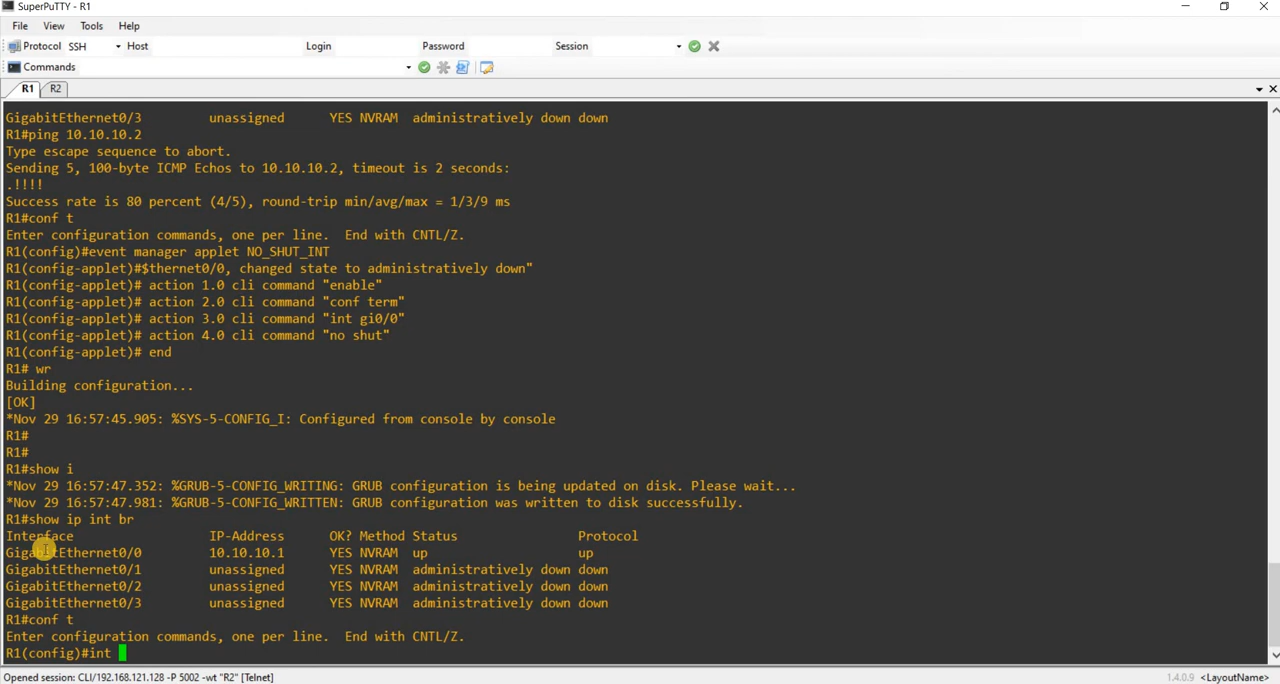 SuperPuTTY - R1
File View Tools Help
Protocol SSH Host Login Password Session
Commands
R1 R2
GigabitEthernet0/3 unassigned YES NVRAM administratively down down
R1#ping 10.10.10.2
Type escape sequence to abort.
Sending 5, 100-byte ICMP Echos to 10.10.10.2, timeout is 2 seconds:
.!!!!
Success rate is 80 percent (4/5), round-trip min/avg/max = 1/3/9 ms
R1#conf t
Enter configuration commands, one per line. End with CNTL/Z.
R1(config)#event manager applet NO_SHUT_INT
R1(config-applet)#$thernet0/0, changed state to administratively down"
R1(config-applet)# action 1.0 cli command "enable"
R1(config-applet)# action 2.0 cli command "conf term"
R1(config-applet)# action 3.0 cli command "int gi0/0"
R1(config-applet)# action 4.0 cli command "no shut"
R1(config-applet)# end
R1# wr
Building configuration...
[OK]
*Nov 29 16:57:45.905: %SYS-5-CONFIG_I: Configured from console by console
R1#
R1#
R1#show i
*Nov 29 16:57:47.352: %GRUB-5-CONFIG_WRITING: GRUB configuration is being updated on disk. Please wait...
*Nov 29 16:57:47.981: %GRUB-5-CONFIG_WRITTEN: GRUB configuration was written to disk successfully.
R1#show ip int br
Interface IP-Address OK? Method Status Protocol
GigabitEthernet0/0 10.10.10.1 YES NVRAM up up
GigabitEthernet0/1 unassigned YES NVRAM administratively down down
GigabitEthernet0/2 unassigned YES NVRAM administratively down down
GigabitEthernet0/3 unassigned YES NVRAM administratively down down
R1#conf t
Enter configuration commands, one per line. End with CNTL/Z.
R1(config)#int
Opened session: CLI/192.168.121.128 -P 5002 -wt "R2" [Telnet] 1.4.0.9 <LayoutName>